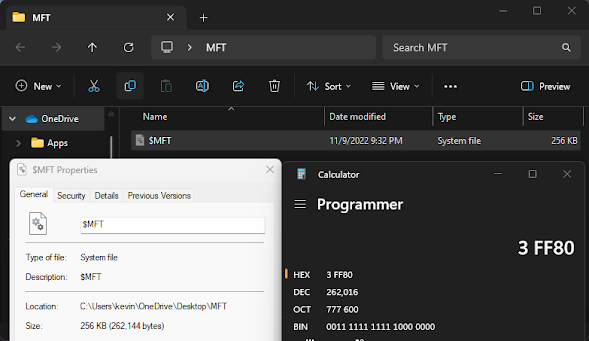 MFT
MFT
Search MFT
New
Sort
View
Preview
OneDrive
Apps
Name
Date modified
Type
Size
$MFT
11/9/2022 9:32 PM
System file
256 KB
$MFT Properties
General
Security
Details
Previous Versions
$MFT
Type of file:
System file
Description:
$MFT
Location:
C:\Users\kevin\OneDrive\Desktop\MFT
Size:
256 KB (262,144 bytes)
Calculator
Programmer
3 FF80
HEX 3 FF80
DEC 262,016
OCT 777 600
BIN 0011 1111 1111 1000 0000